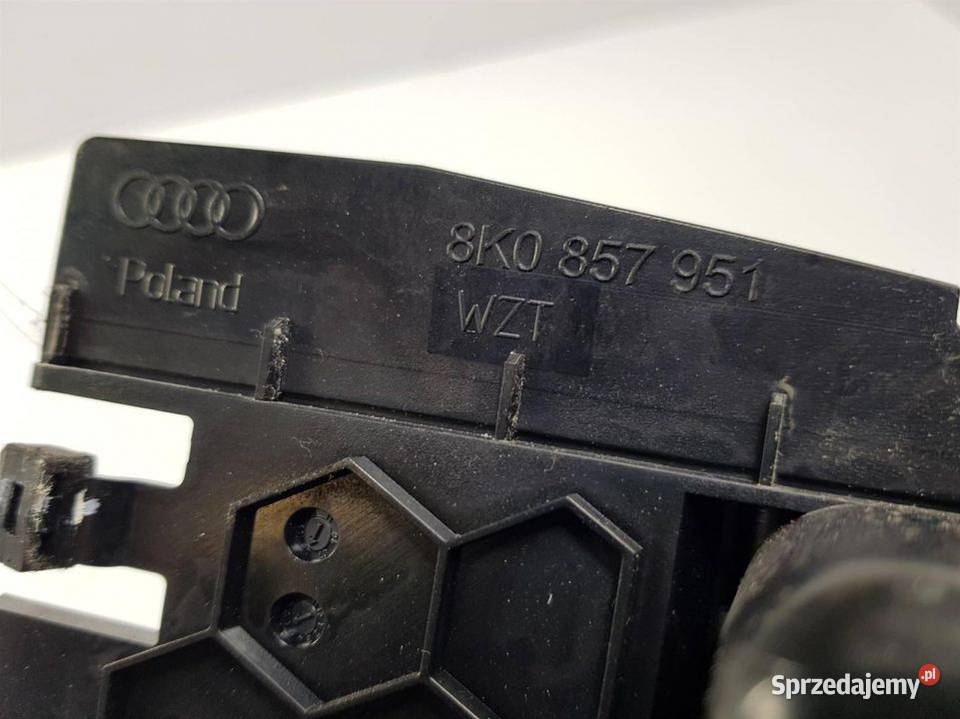 8K0 857 951
Poland
WZT
Sprzedajemy.pl